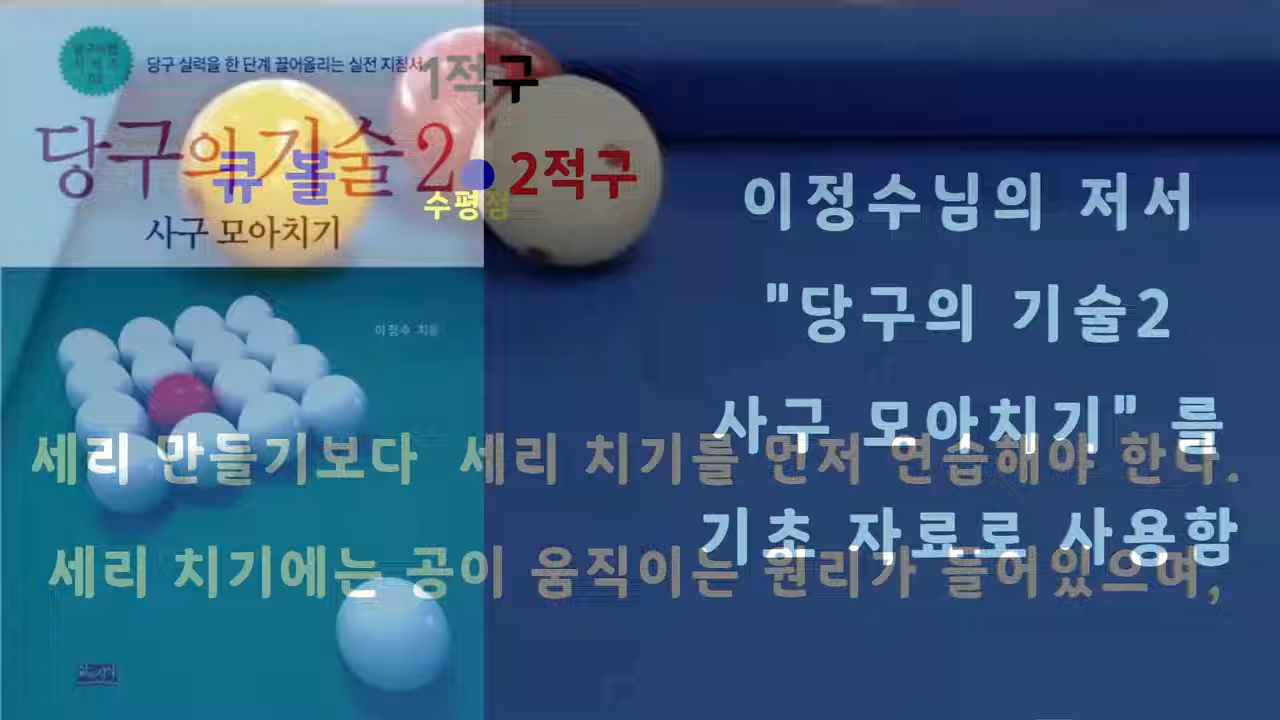 당구 실력을 한 단계 끌어올리는 실전 지침서
1적구
당구의 기술 2
큐 볼
2적구
수평점
사구 모아치기
이정수 지음
이정수님의 저서
"당구의 기술2
사구 모아치기" 를
기초 자료로 사용함
세리 만들기보다 세리 치기를 먼저 연습해야 한다.
세리 치기에는 공이 움직이는 원리가 들어있으며,